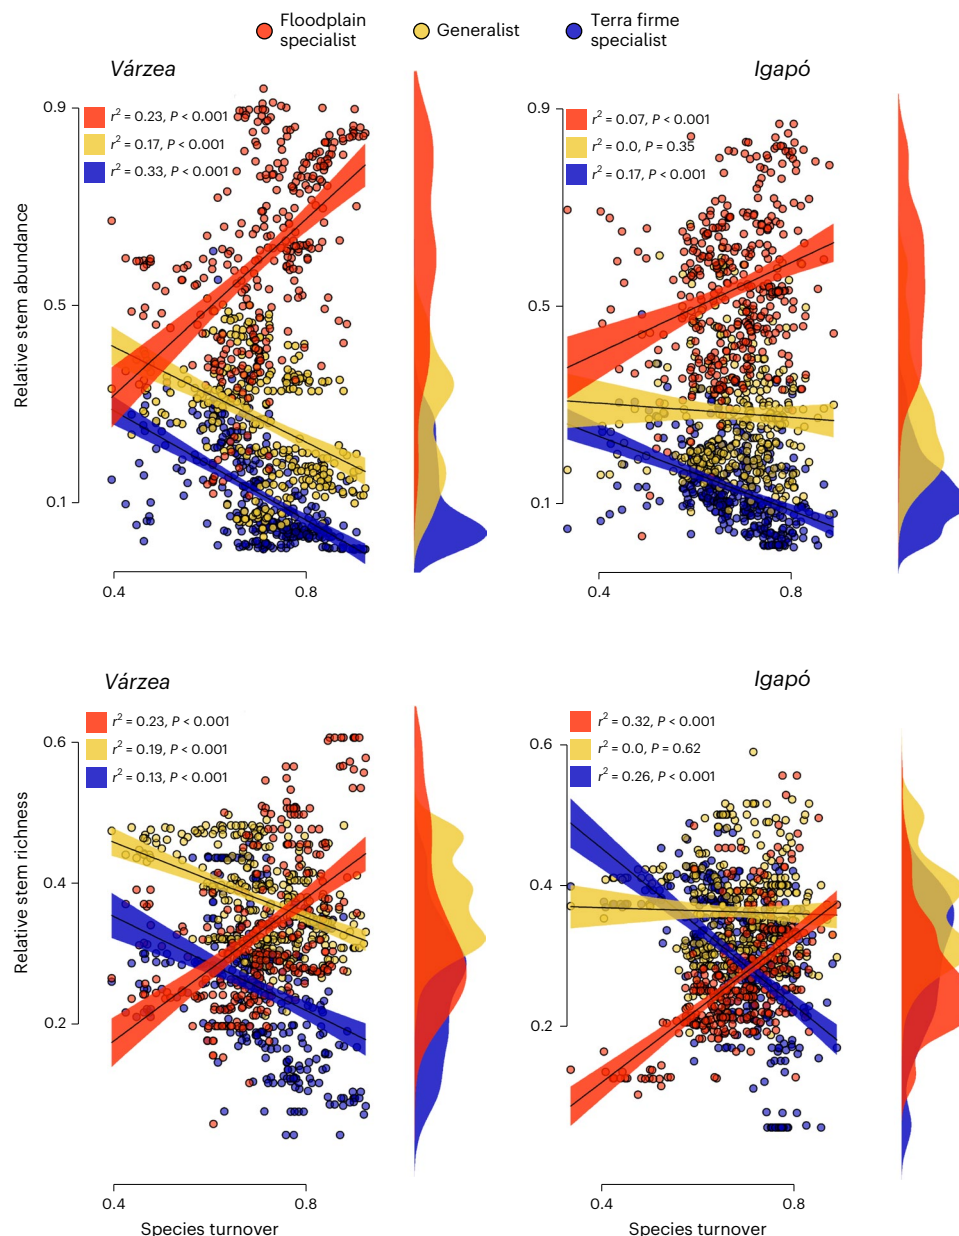 Floodplain specialist
Generalist
Terra firme specialist
Várzea
Igapó
Relative stem abundance
0.9
0.5
0.1
r² = 0.23, P < 0.001
r² = 0.17, P < 0.001
r² = 0.33, P < 0.001
0.4
0.8
0.9
0.5
0.1
r² = 0.07, P < 0.001
r² = 0.0, P = 0.35
r² = 0.17, P < 0.001
0.4
0.8
Várzea
Igapó
Relative stem richness
0.6
0.4
0.2
r² = 0.23, P < 0.001
r² = 0.19, P < 0.001
r² = 0.13, P < 0.001
0.4
0.8
Species turnover
0.6
0.4
0.2
r² = 0.32, P < 0.001
r² = 0.0, P = 0.62
r² = 0.26, P < 0.001
0.4
0.8
Species turnover